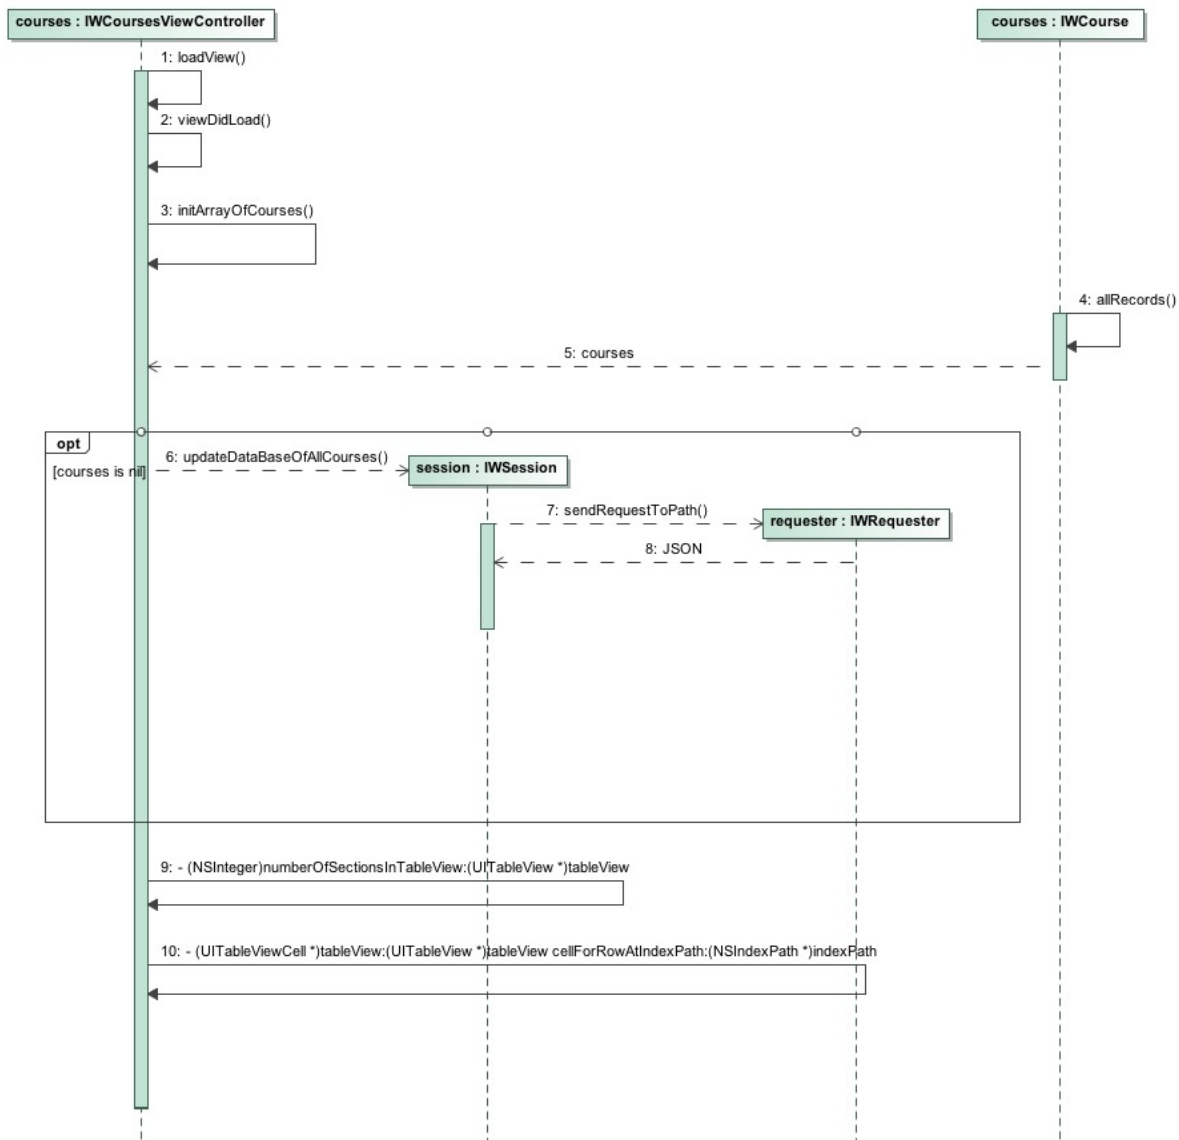 courses : IWCoursesViewController
courses : IWCourse
1: loadView()
2: viewDidLoad()
3: initArrayOfCourses()
4: allRecords()
5: courses
opt
6: updateDataBaseOfAllCourses()
[courses is nil]
session : IWSession
7: sendRequestToPath()
requester : IWRequester
8: JSON
9: - (NSInteger)numberOfSectionsInTableView:(UITableView *)tableView
10: - (UITableViewCell *)tableView:(UITableView *)tableView cellForRowAtIndexPath:(NSIndexPath *)indexPath